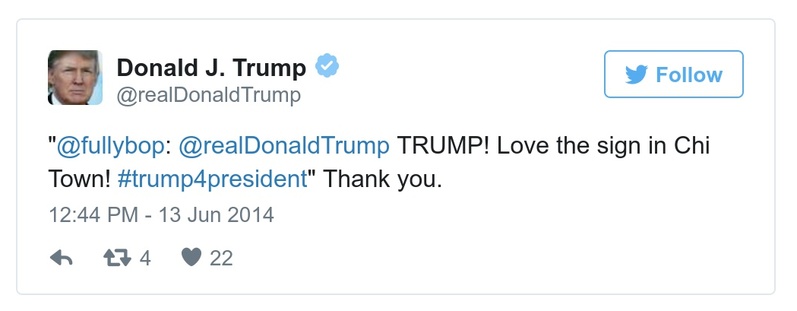 Donald J. Trump
@realDonaldTrump
Follow
"@fullybop: @realDonaldTrump TRUMP! Love the sign in Chi
Town! #trump4president" Thank you.
12:44 PM - 13 Jun 2014
4 22